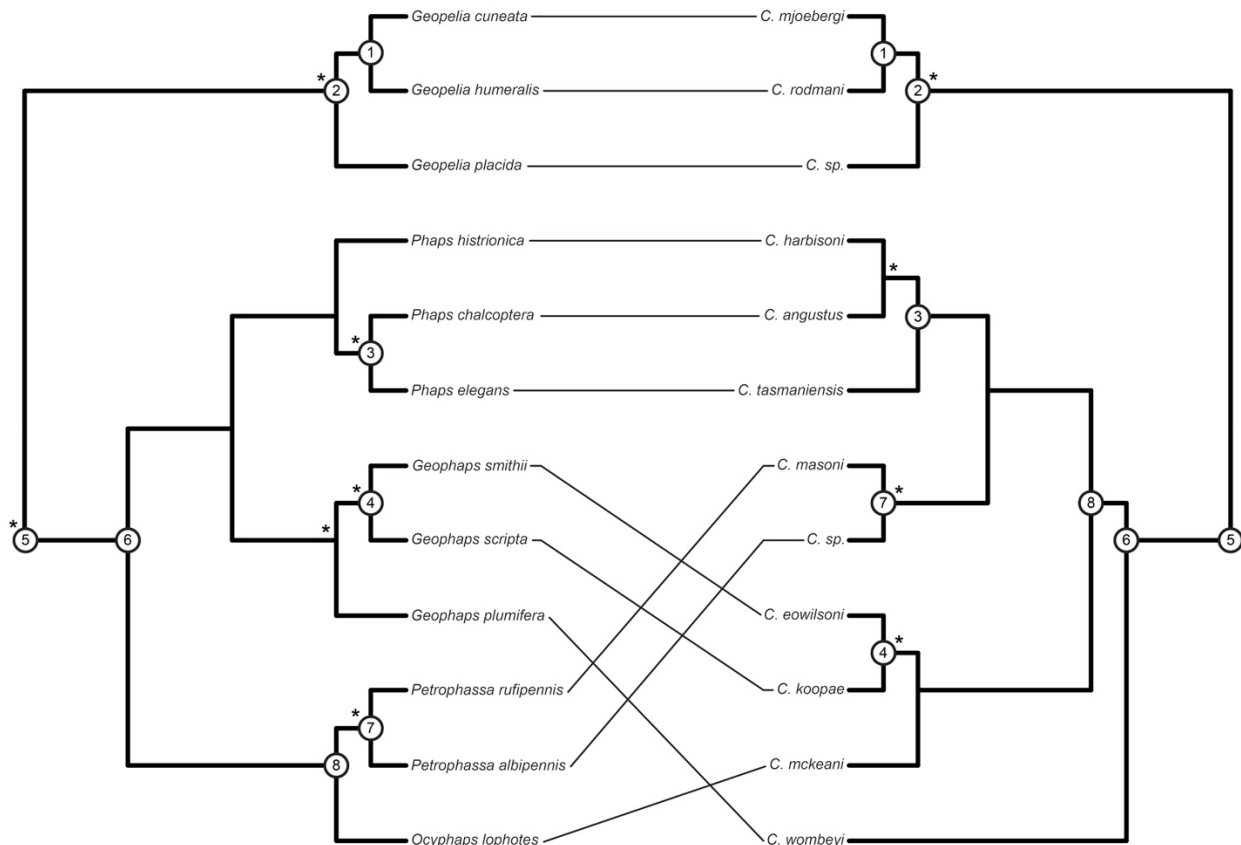 Geopelia cuneata C. mjoebergi
1 1
* 2 2 *
Geopelia humeralis C. rodmani
Geopelia placida C. sp.
Phaps histrionica C. harbisoni
*
Phaps chalcoptera C. angustus 3
* 3
Phaps elegans C. tasmaniensis
Geophaps smithii C. masoni
* 4 7 * 8
* 5 6 * Geophaps scripta C. sp. 6 5
Geophaps plumifera C. eowilsoni
4 *
Petrophassa rufipennis C. koopae
* 7
8 Petrophassa albipennis C. mckeani
Ocyphaps lophotes C. wombeyi